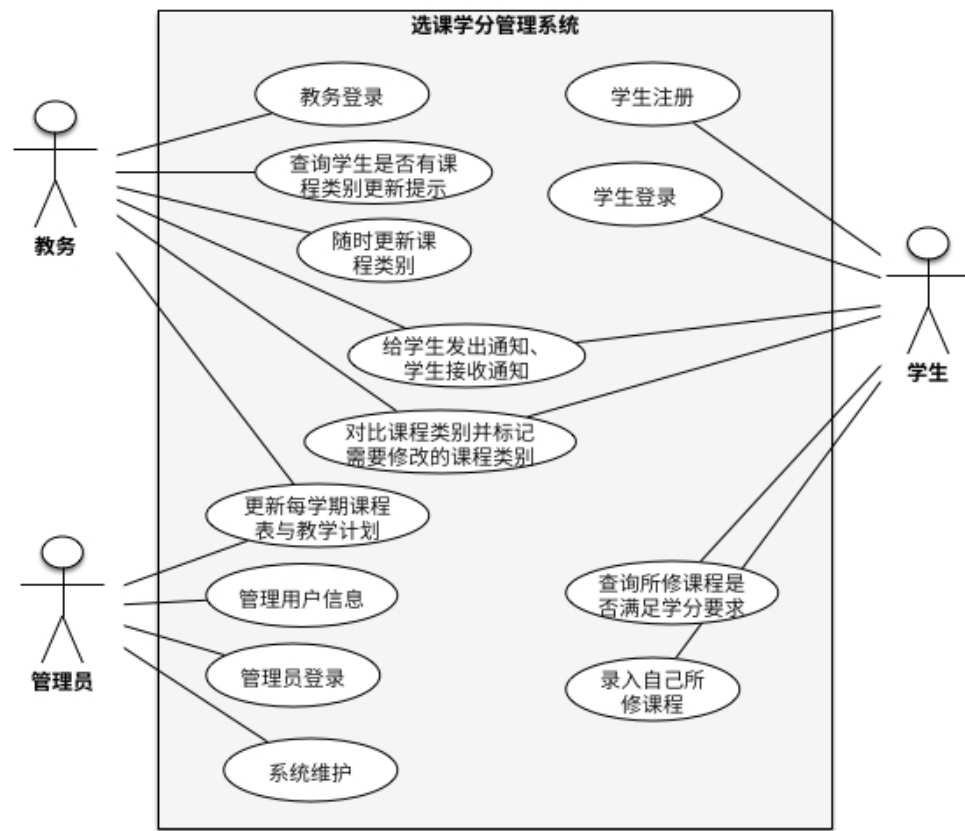 选课学分管理系统
教务登录
学生注册
查询学生是否有课
程类别更新提示
学生登录
教务
随时更新课
程类别
给学生发出通知、
学生接收通知
学生
对比课程类别并标记
需要修改的课程类别
更新每学期课程
表与教学计划
管理用户信息
查询所修课程是
否满足学分要求
管理员
管理员登录
录入自己所
修课程
系统维护